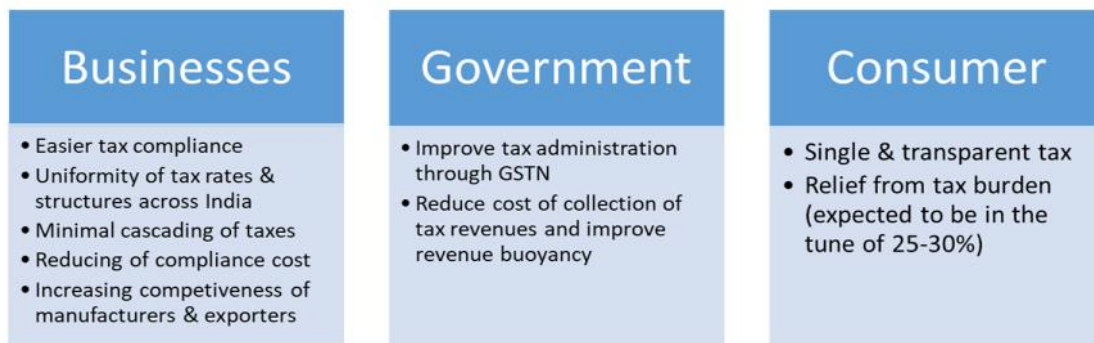 Businesses
• Easier tax compliance
• Uniformity of tax rates &
structures across India
• Minimal cascading of taxes
• Reducing of compliance cost
• Increasing competiveness of
manufacturers & exporters
Government
• Improve tax administration
through GSTN
• Reduce cost of collection of
tax revenues and improve
revenue buoyancy
Consumer
• Single & transparent tax
• Relief from tax burden
(expected to be in the
tune of 25-30%)